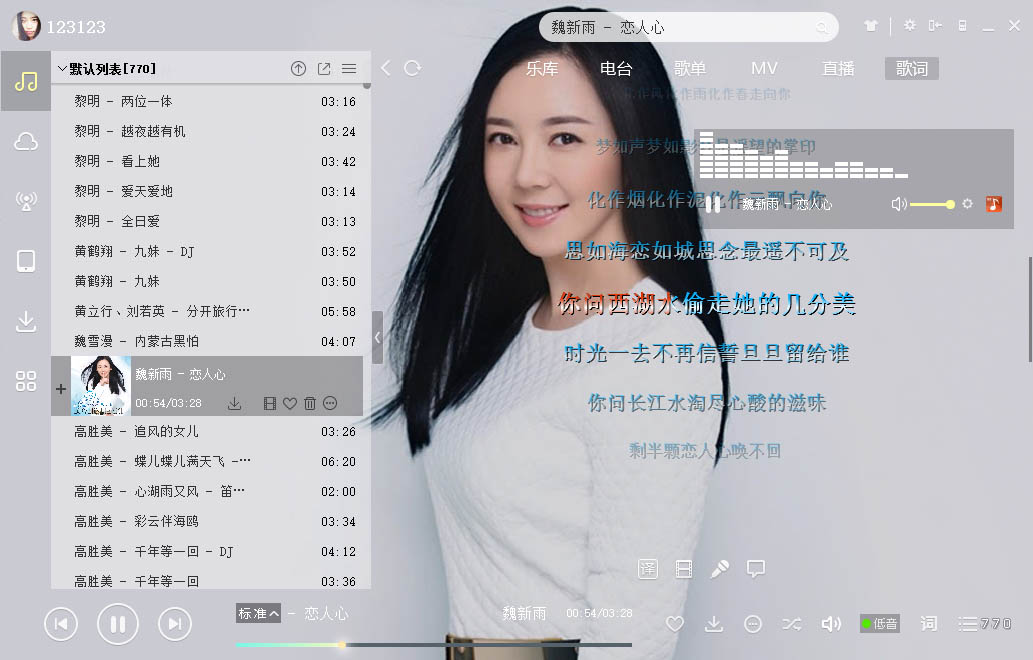 123123
魏新雨 - 恋人心
默认列表[770]
乐库 电台 歌单 MV 直播 歌词
黎明 - 两位一体 03:16
黎明 - 越夜越有机 03:24
黎明 - 看上她 03:42
黎明 - 爱天爱地 03:14
黎明 - 全日爱 03:13
黄鹤翔 - 九妹 - DJ 03:52
黄鹤翔 - 九妹 03:50
黄立行、刘若英 - 分开旅行… 05:58
魏雪漫 - 内蒙古黑怕 04:07
魏新雨 - 恋人心
00:54/03:28
高胜美 - 追风的女儿 03:26
高胜美 - 蝶儿蝶儿满天飞 -… 06:20
高胜美 - 心湖雨又风 - 笛… 02:00
高胜美 - 彩云伴海鸥 03:34
高胜美 - 千年等一回 - DJ 04:12
高胜美 - 千年等一回 03:36
化作风化作雨化作春走向你
梦如声梦如影
遥望的掌印
化作烟化作泥化作云飘向你
魏新雨 - 恋人心
思如海恋如城思念最遥不可及
你问西湖水偷走她的几分美
时光一去不再信誓旦旦留给谁
你问长江水淘尽心酸的滋味
剩半颗恋人心唤不回
译
标准 - 恋人心 魏新雨 00:54/03:28
低音 词 770